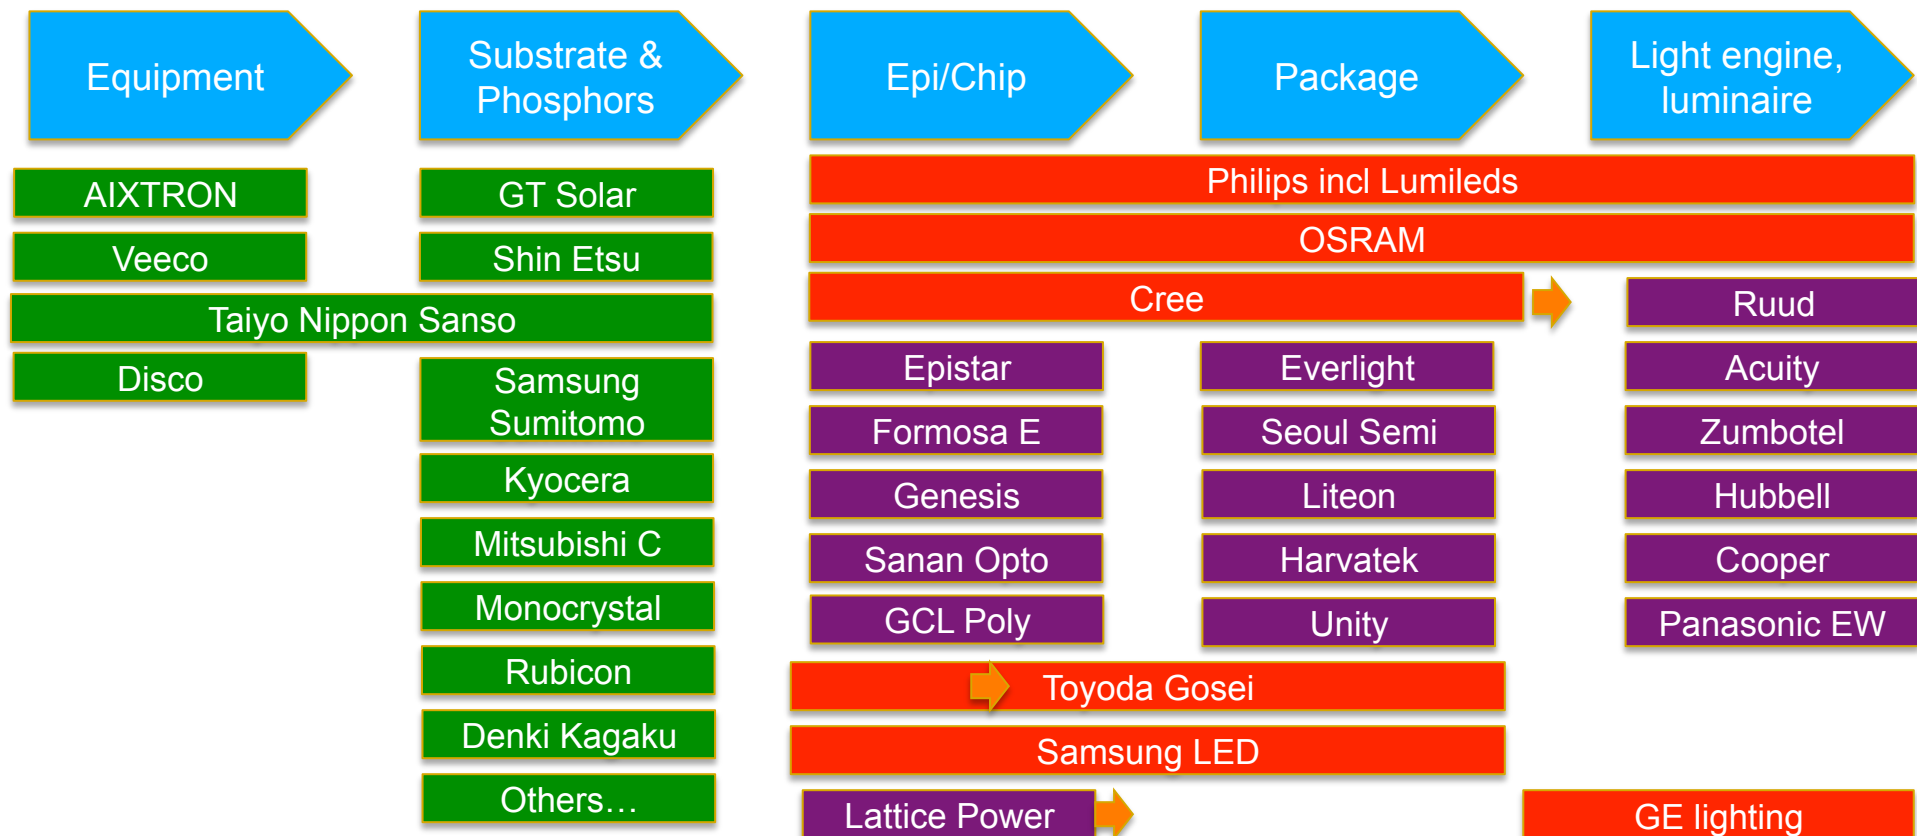 Equipment
Substrate &
Phosphors
Epi/Chip
Package
Light engine,
luminaire
AIXTRON
GT Solar
Philips incl Lumileds
Veeco
Shin Etsu
OSRAM
Taiyo Nippon Sanso
Cree
Ruud
Disco
Samsung
Sumitomo
Epistar
Everlight
Acuity
Formosa E
Seoul Semi
Zumbotel
Kyocera
Genesis
Liteon
Hubbell
Mitsubishi C
Sanan Opto
Harvatek
Cooper
Monocrystal
GCL Poly
Unity
Panasonic EW
Rubicon
Toyoda Gosei
Denki Kagaku
Samsung LED
Others…
Lattice Power
GE lighting